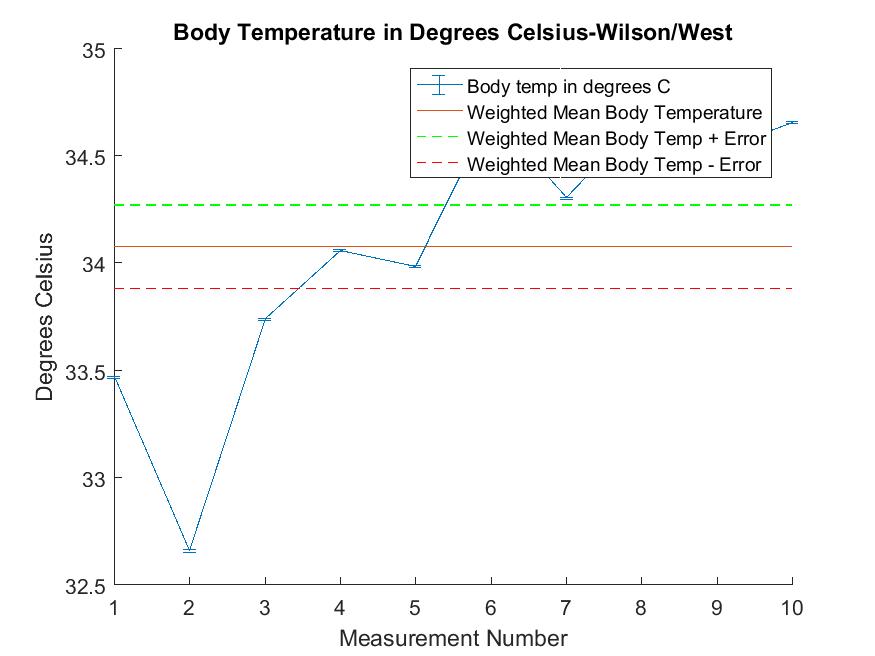 Body Temperature in Degrees Celsius-Wilson/West
35
Body temp in degrees C
Weighted Mean Body Temperature
Weighted Mean Body Temp + Error
Weighted Mean Body Temp - Error
34.5
34
33.5
33
32.5
Degrees Celsius
1 2 3 4 5 6 7 8 9 10
Measurement Number